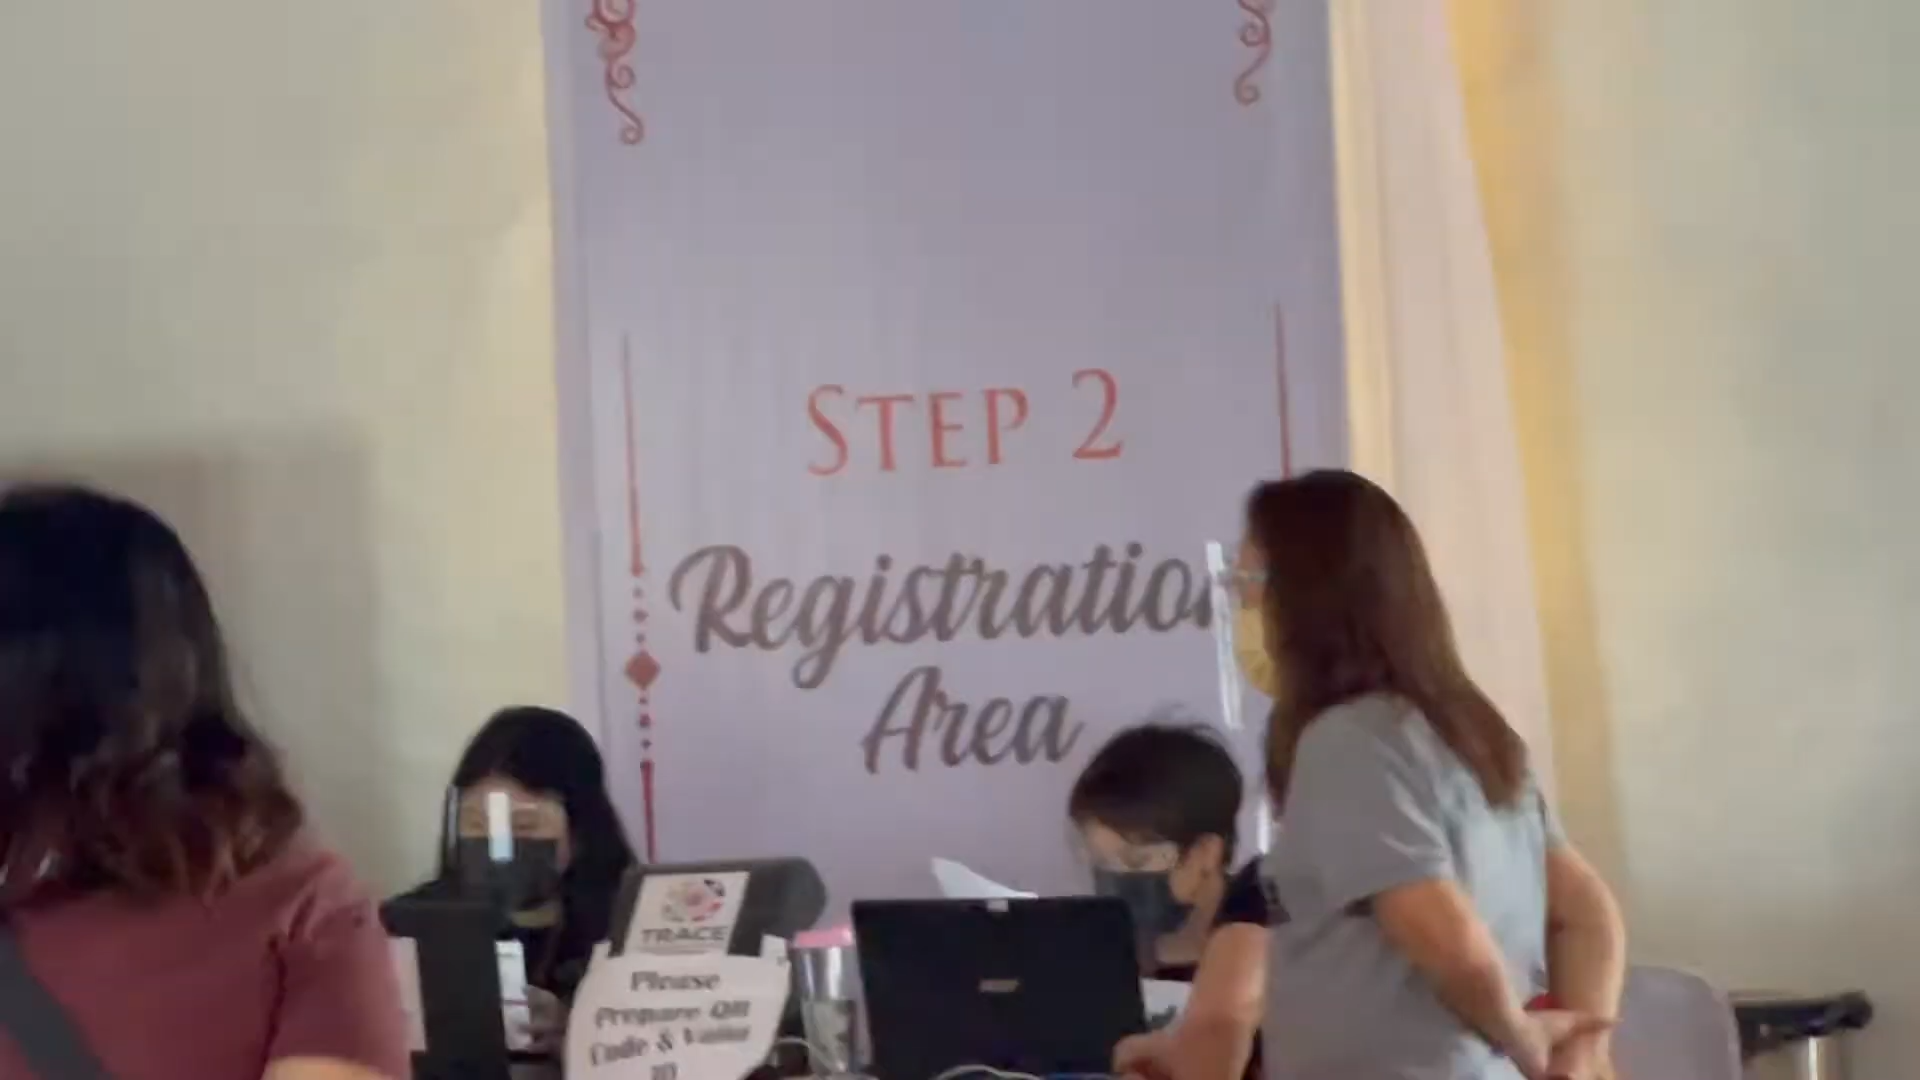 STEP 2
Registration
Area
TRACE
Please
Prepare QR
Code & Valid
ID